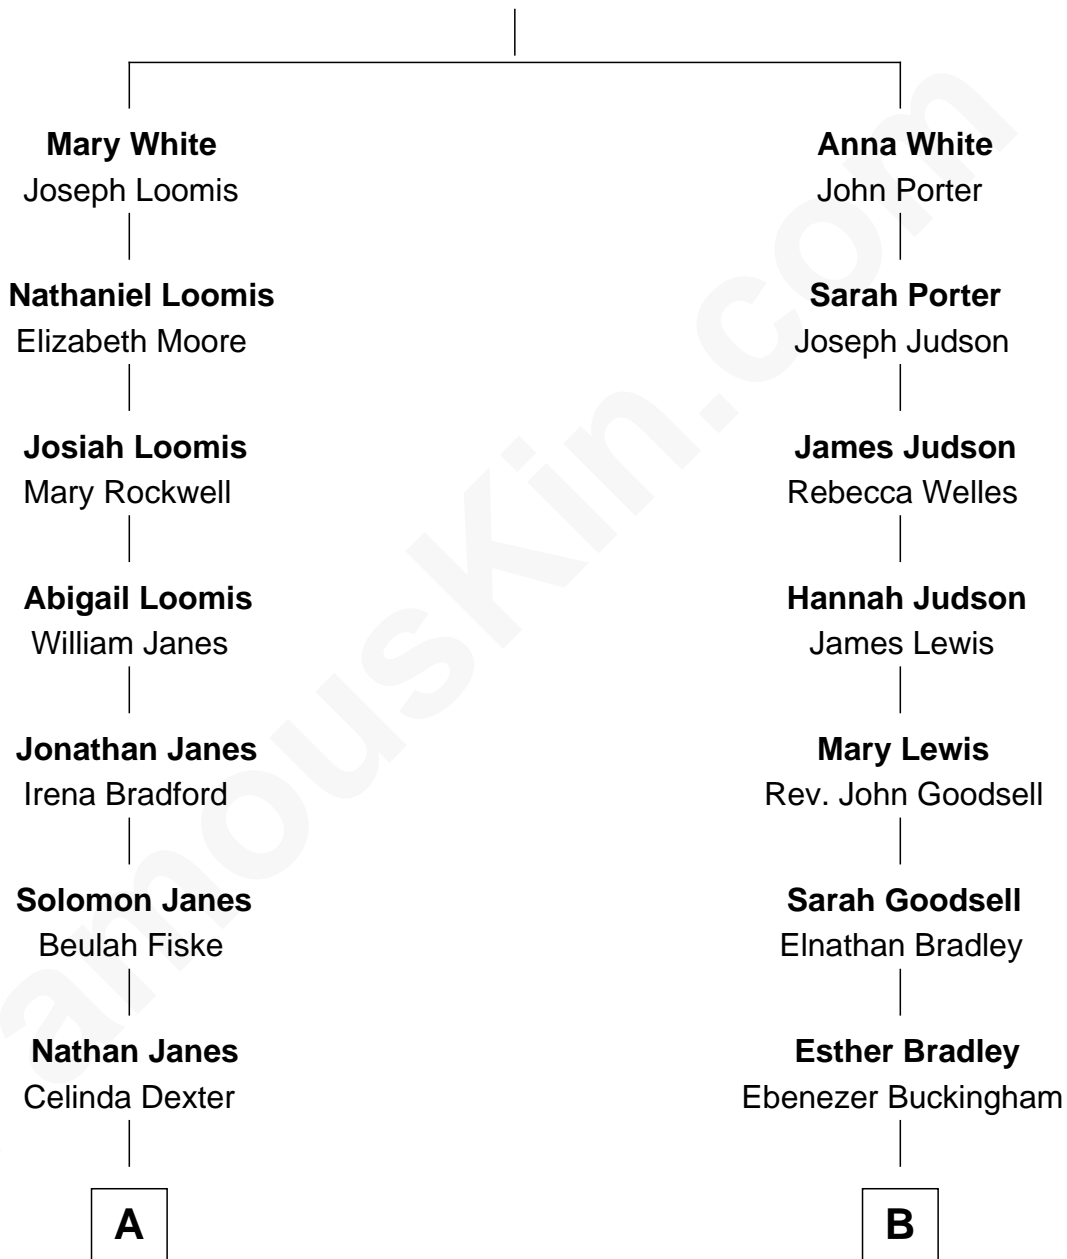 Mary White
Joseph Loomis
Anna White
John Porter
Nathaniel Loomis
Elizabeth Moore
Sarah Porter
Joseph Judson
Josiah Loomis
Mary Rockwell
James Judson
Rebecca Welles
Abigail Loomis
William Janes
Hannah Judson
James Lewis
Jonathan Janes
Irena Bradford
Mary Lewis
Rev. John Goodsell
Solomon Janes
Beulah Fiske
Sarah Goodsell
Elnathan Bradley
Nathan Janes
Celinda Dexter
Esther Bradley
Ebenezer Buckingham
A
B
amousKin.com